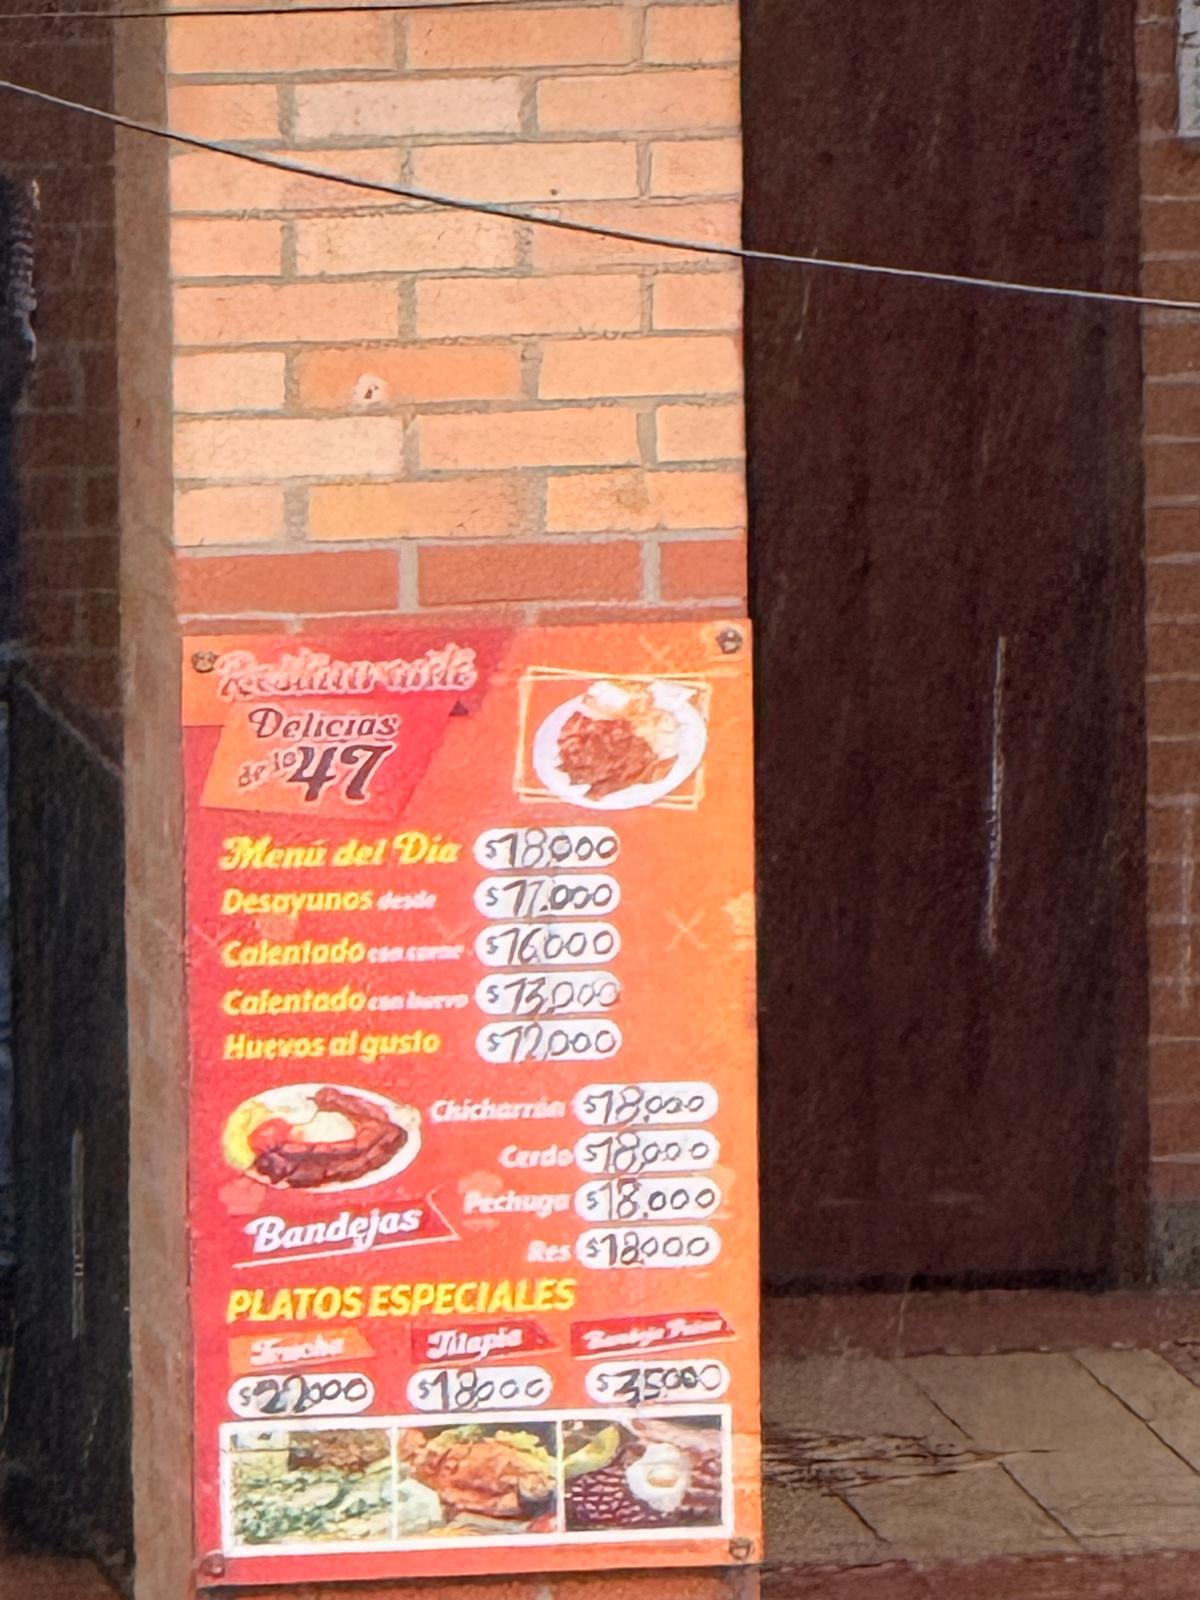 Restaurante
Delicias
de la 47
Menú del Día $18,000
Desayunos desde $11.000
Calentado con carne $16,000
Calentado con huevo $13,000
Huevos al gusto $12,000
Chicharrón $18,000
Cerdo $18,000
Pechuga $18,000
Res $18,000
Bandejas
PLATOS ESPECIALES
Trucha Tilapia Bandeja Paisa
$22,000 $18,000 $35,000